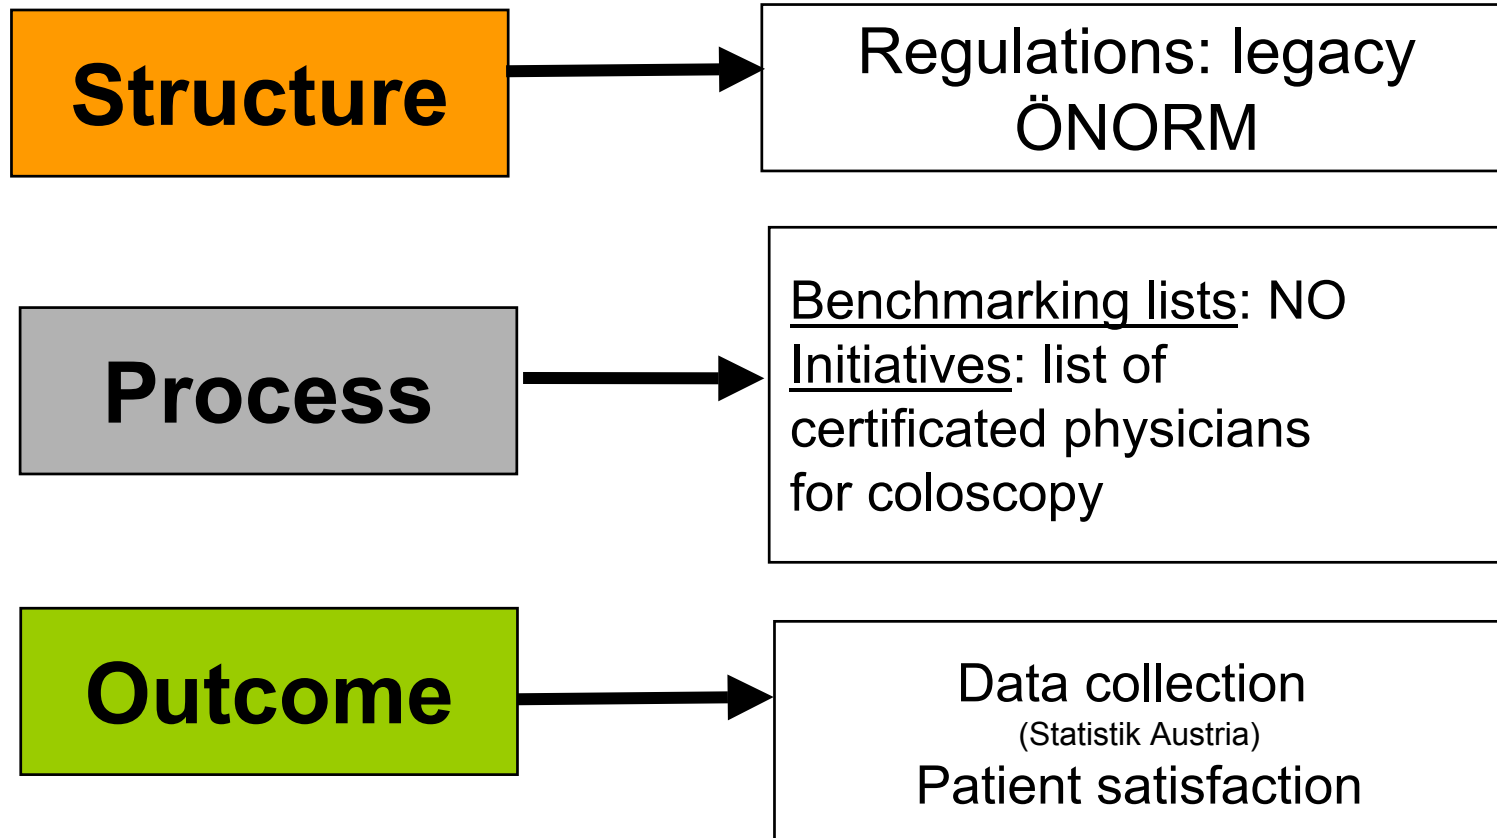 Structure
Regulations: legacy
ÖNORM
Process
Benchmarking lists: NO
Initiatives: list of
certificated physicians
for coloscopy
Outcome
Data collection
(Statistik Austria)
Patient satisfaction